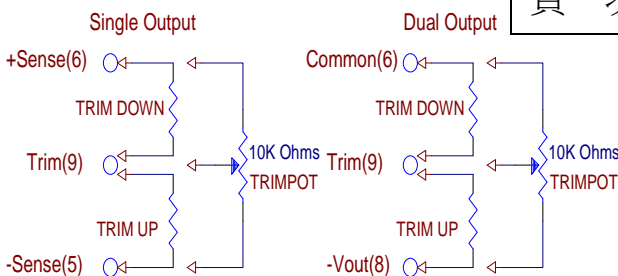 Single Output
Dual Output
+Sense(6)
TRIM DOWN
Trim(9)
10K Ohms
TRIMPOT
TRIM UP
-Sense(5)
Common(6)
TRIM DOWN
Trim(9)
10K Ohms
TRIMPOT
TRIM UP
-Vout(8)